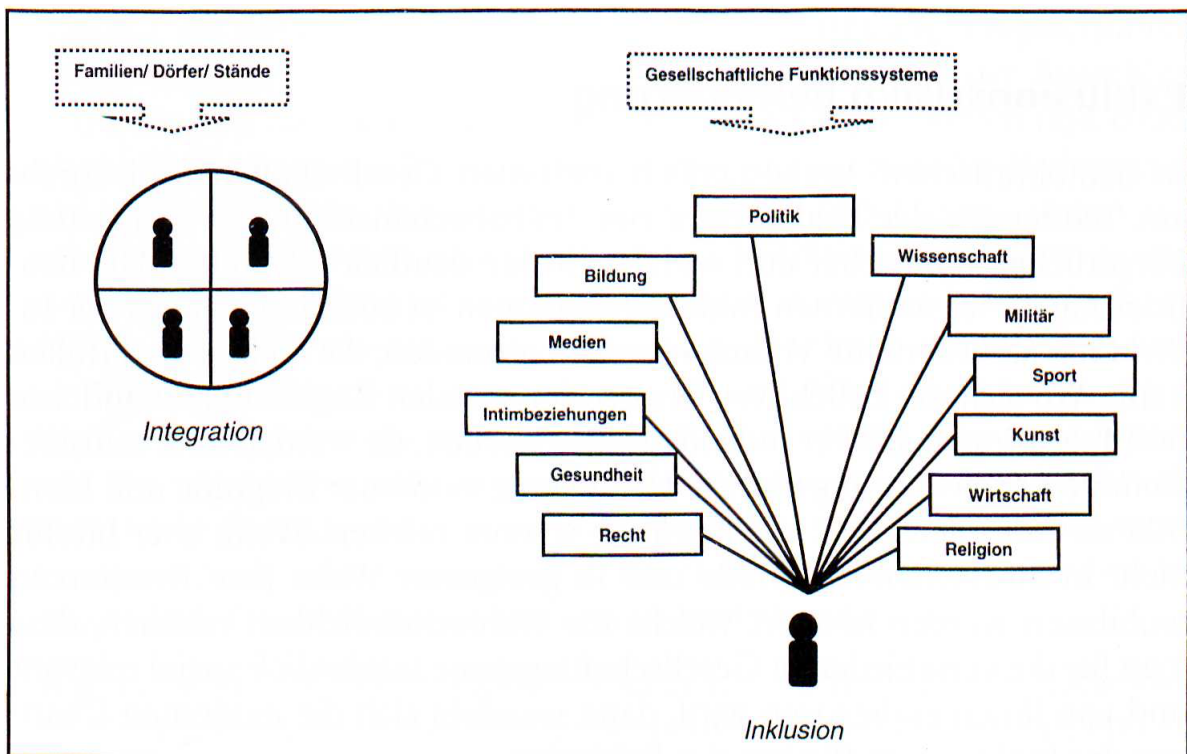 Familien/ Dörfer/ Stände
Integration
Gesellschaftliche Funktionssysteme
Politik
Wissenschaft
Bildung
Militär
Medien
Sport
Intimbeziehungen
Kunst
Gesundheit
Wirtschaft
Recht
Religion
Inklusion